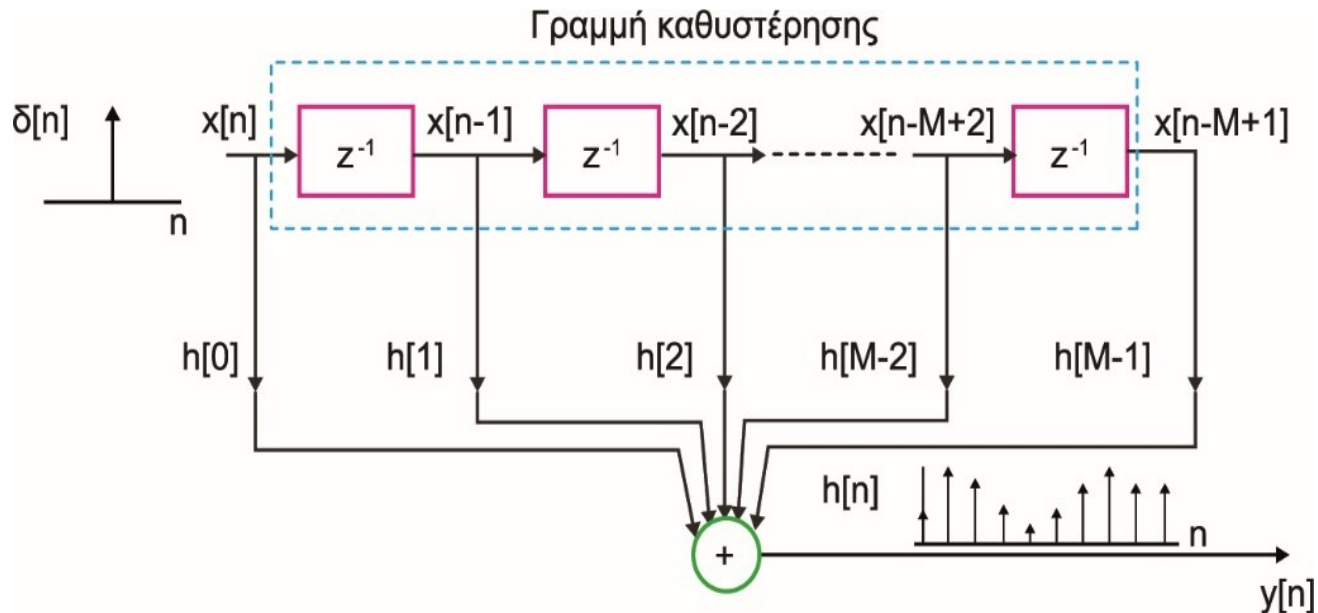 Γραμμή καθυστέρησης
δ[n]
n
x[n]
z⁻¹
x[n-1]
z⁻¹
x[n-2]
x[n-M+2]
z⁻¹
x[n-M+1]
h[0]
h[1]
h[2]
h[M-2]
h[M-1]
h[n]
n
+
y[n]